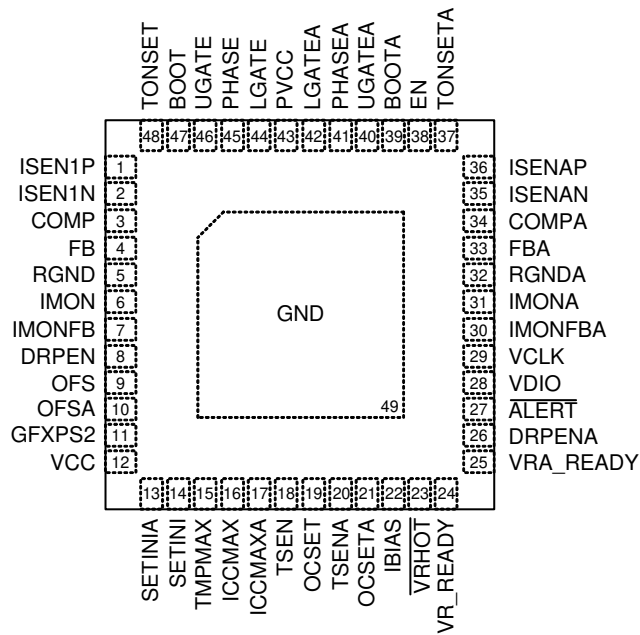 TONSET
BOOT
UGATE
PHASE
LGATE
PVCC
LGATEA
PHASEA
UGATEA
BOOTA
EN
TONSETA
48 47 46 45 44 43 42 41 40 39 38 37
ISEN1P 1 36 ISENAP
ISEN1N 2 35 ISENAN
COMP 3 34 COMPA
FB 4 33 FBA
RGND 5 32 RGNDA
IMON 6 31 IMONA
GND
IMONFB 7 30 IMONFBA
DRPEN 8 29 VCLK
OFS 9 28 VDIO
OFSA 10 49 27 ALERT
GFXPS2 11 26 DRPENA
VCC 12 25 VRA_READY
13 14 15 16 17 18 19 20 21 22 23 24
SETINIA
SETINI
TMPMAX
ICCMAX
ICCMAXA
TSEN
OCSET
TSENA
OCSETA
IBIAS
VRHOT
VR_READY